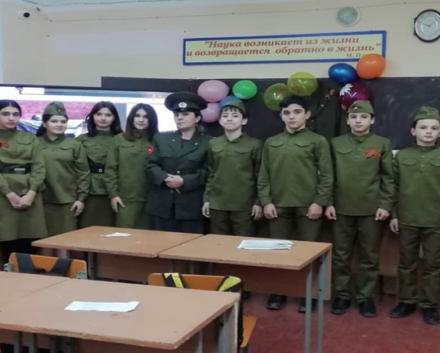 "Наука возникает из жизни
и возвращается обратно в жизнь"